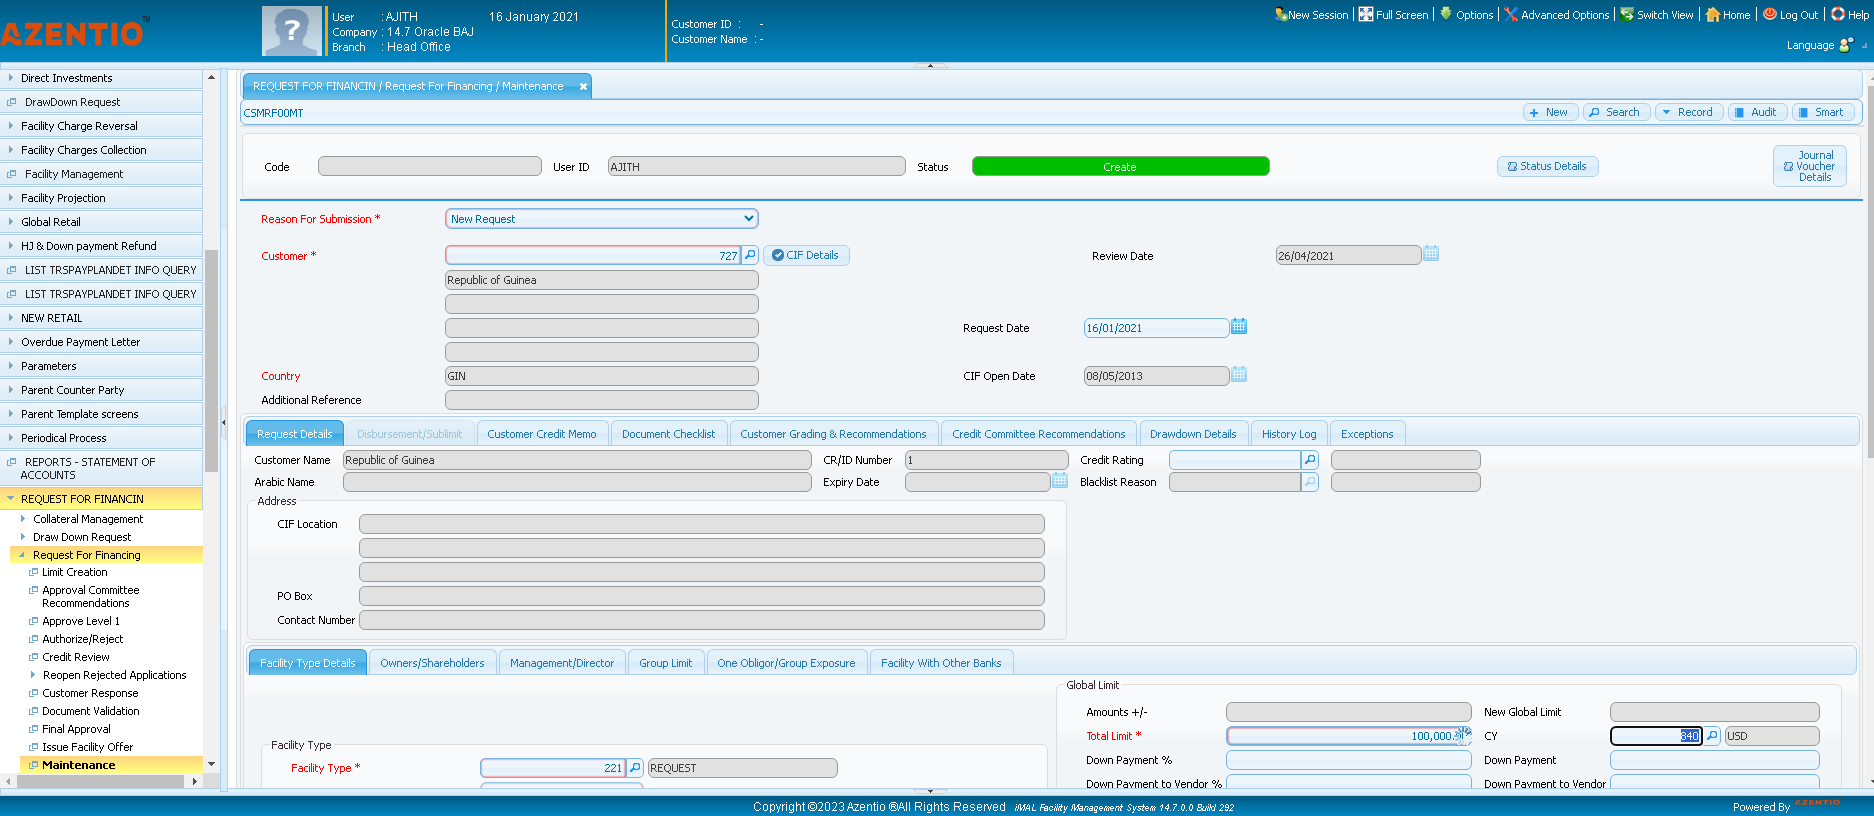 AZENTIO™
User : AJITH 16 January 2021
Company : 14.7 Oracle BAJ
Branch : Head Office
Customer ID : -
Customer Name : -
New Session Full Screen Options Advanced Options Switch View Home Log Out Help
Language
Direct Investments
DrawDown Request
Facility Charge Reversal
Facility Charges Collection
Facility Management
Facility Projection
Global Retail
HJ & Down payment Refund
LIST TRSPAYPLANDET INFO QUERY
LIST TRSPAYPLANDET INFO QUERY
NEW RETAIL
Overdue Payment Letter
Parameters
Parent Counter Party
Parent Template screens
Periodical Process
REPORTS - STATEMENT OF
ACCOUNTS
REQUEST FOR FINANCIN
Collateral Management
Draw Down Request
Request For Financing
Limit Creation
Approval Committee
Recommendations
Approve Level 1
Authorize/Reject
Credit Review
Reopen Rejected Applications
Customer Response
Document Validation
Final Approval
Issue Facility Offer
Maintenance
REQUEST FOR FINANCIN / Request For Financing / Maintenance
CSMRF00MT
New Search Record Audit Smart
Code User ID AJITH Status Create Status Details
Journal
Voucher
Details
Reason For Submission * New Request
Customer * 727 CIF Details Review Date 26/04/2021
Republic of Guinea
Request Date 16/01/2021
Country GIN CIF Open Date 08/05/2013
Additional Reference
Request Details Disbursement/Sublimit Customer Credit Memo Document Checklist Customer Grading & Recommendations Credit Committee Recommendations Drawdown Details History Log Exceptions
Customer Name Republic of Guinea CR/ID Number 1 Credit Rating
Arabic Name Expiry Date Blacklist Reason
Address
CIF Location
PO Box
Contact Number
Facility Type Details Owners/Shareholders Management/Director Group Limit One Obligor/Group Exposure Facility With Other Banks
Global Limit
Amounts +/- New Global Limit
Total Limit * 100,000. CY 840 USD
Down Payment % Down Payment
Down Payment to Vendor % Down Payment to Vendor
Facility Type
Facility Type * 221 REQUEST
Copyright ©2023 Azentio ®All Rights Reserved iMAL Facility Management System 14.7.0.0 Build 292
Powered By AZENTIO